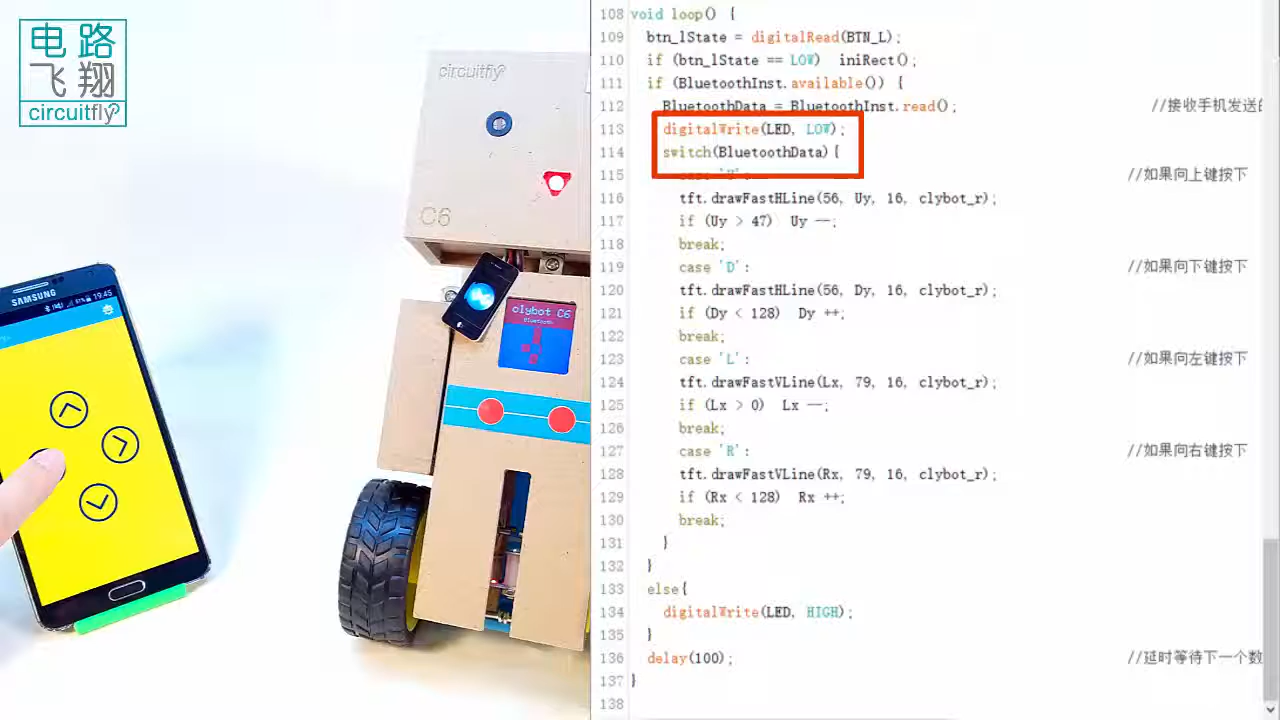 电路
飞翔
circuitfly
circuitfly
C6
SAMSUNG
19:45
clybot C6
Bluetooth
108 void loop() {
109 btn_lState = digitalRead(BTN_L);
110 if (btn_lState == LOW) iniRect();
111 if (BluetoothInst.available()) {
112 BluetoothData = BluetoothInst.read(); //接收手机发送的
113 digitalWrite(LED, LOW);
114 switch(BluetoothData){
115 //如果向上键按下
116 tft.drawFastHLine(56, Uy, 16, clybot_r);
117 if (Uy > 47) Uy --;
118 break;
119 case 'D': //如果向下键按下
120 tft.drawFastHLine(56, Dy, 16, clybot_r);
121 if (Dy < 128) Dy ++;
122 break;
123 case 'L': //如果向左键按下
124 tft.drawFastVLine(Lx, 79, 16, clybot_r);
125 if (Lx > 0) Lx --;
126 break;
127 case 'R': //如果向右键按下
128 tft.drawFastVLine(Rx, 79, 16, clybot_r);
129 if (Rx < 128) Rx ++;
130 break;
131 }
132 }
133 else{
134 digitalWrite(LED, HIGH);
135 }
136 delay(100); //延时等待下一个数
137 }
138